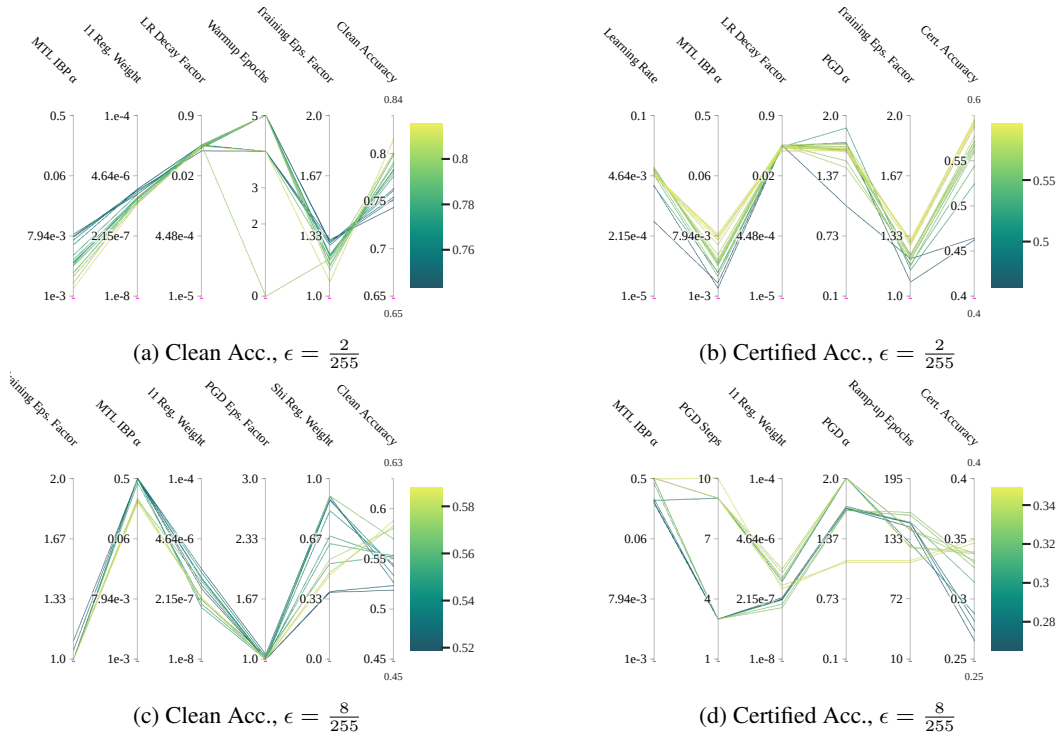 MTL IBP α
l1 Reg. Weight
LR Decay Factor
Warmup Epochs
Training Eps. Factor
Clean Accuracy
0.84
0.5 1.e-4 0.9 5 2.0
0.8 0.8
0.06 4.64e-6 0.02 1.67
3
0.75 0.78
7.94e-3 2.15e-7 4.48e-4 2 1.33
0.7 0.76
1e-3 1e-8 1e-5 0 1.0 0.65
0.65
(a) Clean Acc., ϵ = 2/255
Learning Rate
MTL IBP α
LR Decay Factor
PGD α
Training Eps. Factor
Cert. Accuracy
0.6
0.1 0.5 0.9 2.0 2.0
0.55 0.55
4.64e-3 0.06 0.02 1.37 1.67
0.5
2.15e-4 7.94e-3 4.48e-4 0.73 1.33 0.5
0.45
1e-5 1e-3 1e-5 0.1 1.0 0.4
0.4
(b) Certified Acc., ϵ = 2/255
raining Eps. Factor
MTL IBP α
l1 Reg. Weight
PGD Eps. Factor
Shi Reg. Weight
Clean Accuracy
0.63
2.0 0.5 1e-4 3.0 1.0
0.6 0.58
1.67 0.06 4.64e-6 2.33 0.67
0.55 0.56
1.33 7.94e-3 2.15e-7 1.67 0.33
0.5 0.54
1.0 1e-3 1e-8 1.0 0.0 0.45 0.52
0.45
(c) Clean Acc., ϵ = 8/255
MTL IBP α
PGD Steps
l1 Reg. Weight
PGD α
Ramp-up Epochs
Cert. Accuracy
0.4
0.5 10 1e-4 2.0 195 0.4
0.34
0.06 7 4.64e-6 1.37 133 0.35
0.32
7.94e-3 4 2.15e-7 0.73 72 0.3 0.3
0.28
1e-3 1 1e-8 0.1 10 0.25
0.25
(d) Certified Acc., ϵ = 8/255